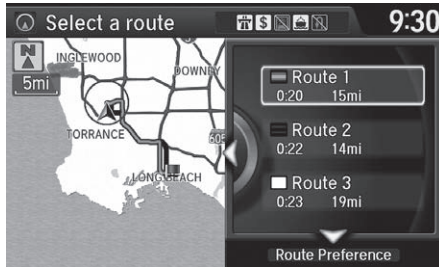 Select a route
$
9:30
N
5mi
INGLEWOOD
DOWNEY
TORRANCE
605
LONG BEACH
Route 1
0:20 15mi
Route 2
0:22 14mi
Route 3
0:23 19mi
Route Preference